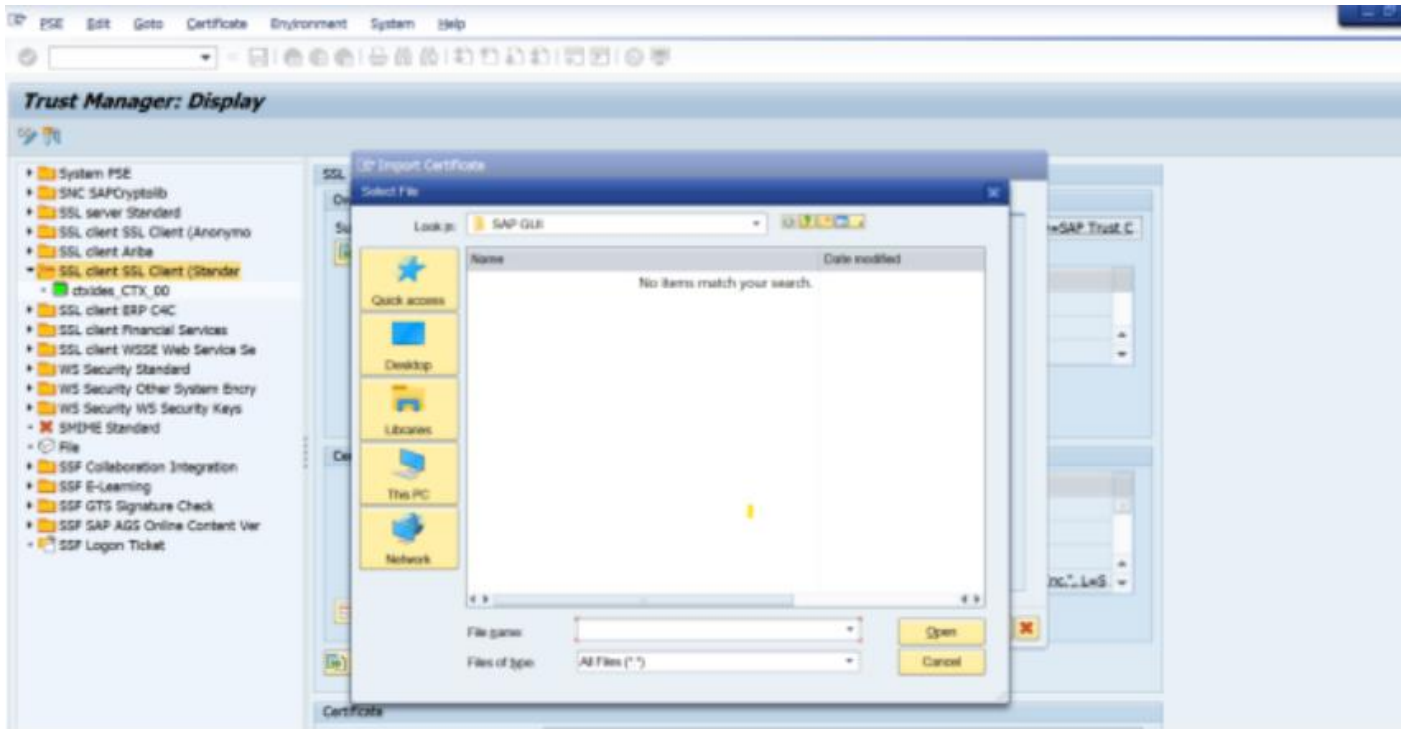 PSE Edit Goto Certificate Environment System Help
Trust Manager: Display
System PSE
SNC SAPCryptolib
SSL server Standard
SSL client SSL Client (Anonymo
SSL client Ariba
SSL client SSL Client (Standar
ctxides_CTX_00
SSL client ERP C4C
SSL client Financial Services
SSL client WSSE Web Service Se
WS Security Standard
WS Security Other System Encry
WS Security WS Security Keys
SMIME Standard
File
SSF Collaboration Integration
SSF E-Learning
SSF GTS Signature Check
SSF SAP AGS Online Content Ver
SSF Logon Ticket
SSL
Import Certificate
Select File
Look in: SAP GUI
=SAP Trust C
Name Date modified
No items match your search.
Quick access
Desktop
Libraries
This PC
Network
Inc.", L=S
File name: Open
Files of type: All Files (*.*) Cancel
Certificate